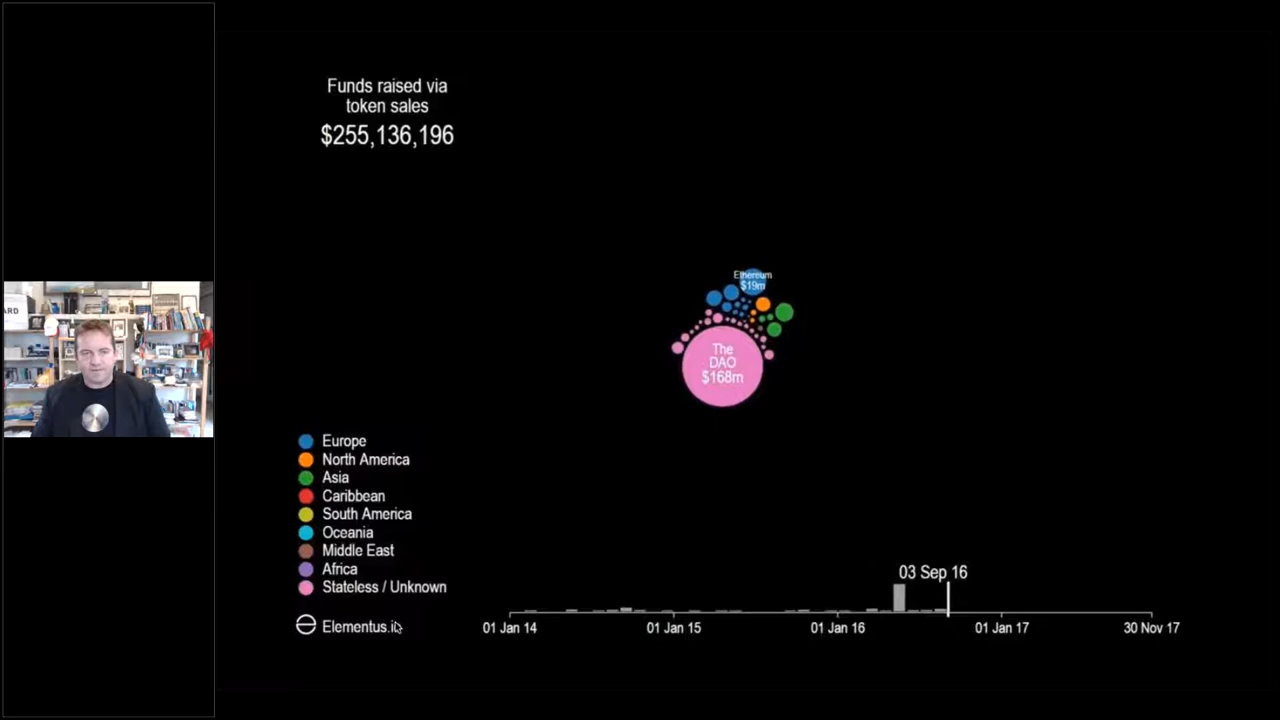 Funds raised via
token sales
$255,136,196
ARD
Ethereum
$19m
The
DAO
$168m
Europe
North America
Asia
Caribbean
South America
Oceania
Middle East
Africa
Stateless / Unknown
Elementus.io
03 Sep 16
01 Jan 14
01 Jan 15
01 Jan 16
01 Jan 17
30 Nov 17